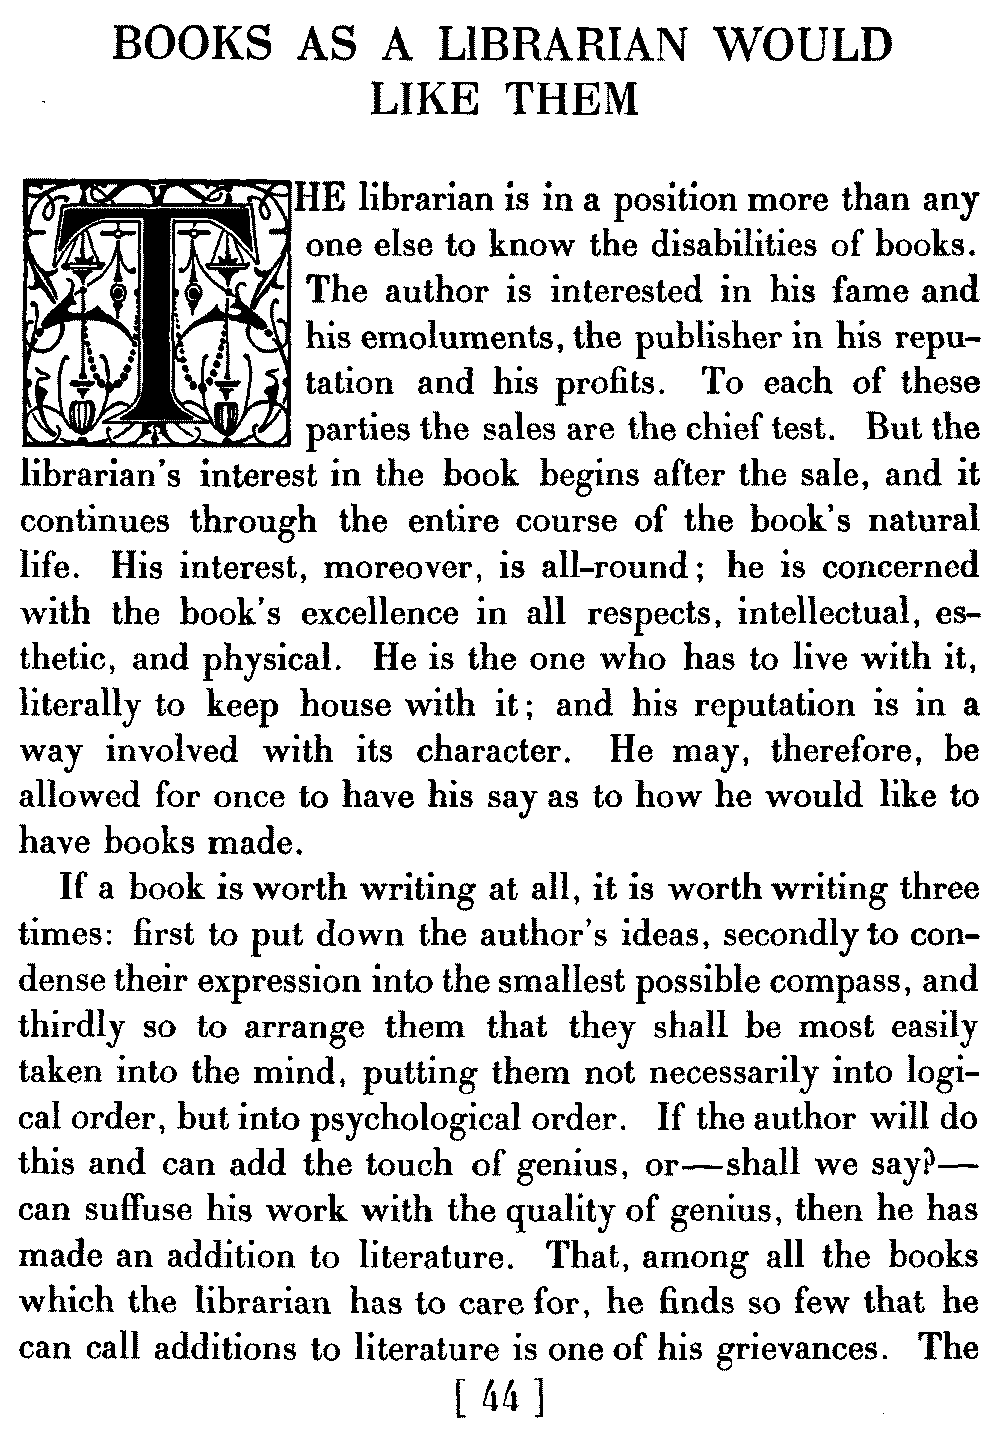 BOOKS AS A LIBRARIAN WOULD
LIKE THEM
THE librarian is in a position more than any
one else to know the disabilities of books.
The author is interested in his fame and
his emoluments, the publisher in his repu-
tation and his profits. To each of these
parties the sales are the chief test. But the
librarian's interest in the book begins after the sale, and it
continues through the entire course of the book's natural
life. His interest, moreover, is all-round; he is concerned
with the book's excellence in all respects, intellectual, es-
thetic, and physical. He is the one who has to live with it,
literally to keep house with it; and his reputation is in a
way involved with its character. He may, therefore, be
allowed for once to have his say as to how he would like to
have books made.
If a book is worth writing at all, it is worth writing three
times: first to put down the author's ideas, secondly to con-
dense their expression into the smallest possible compass, and
thirdly so to arrange them that they shall be most easily
taken into the mind, putting them not necessarily into logi-
cal order, but into psychological order. If the author will do
this and can add the touch of genius, or—shall we say?—
can suffuse his work with the quality of genius, then he has
made an addition to literature. That, among all the books
which the librarian has to care for, he finds so few that he
can call additions to literature is one of his grievances. The
[ 44 ]